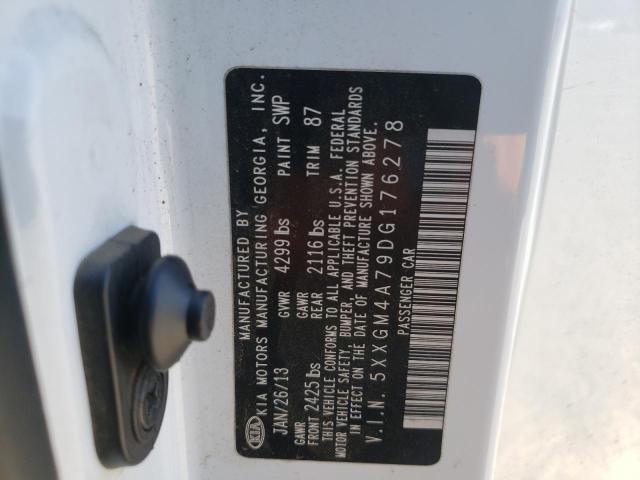 MANUFACTURED BY
KIA MOTORS MANUFACTURING GEORGIA, INC.
JAN/26/13 GVWR 4299 lbs PAINT SWP
GAWR FRONT 2425 lbs GAWR REAR 2116 lbs TRIM 87
THIS VEHICLE CONFORMS TO ALL APPLICABLE U.S.A. FEDERAL
MOTOR VEHICLE SAFETY, BUMPER, AND THEFT PREVENTION STANDARDS
IN EFFECT ON THE DATE OF MANUFACTURE SHOWN ABOVE.
V.I.N. 5XXGM4A79DG176278
PASSENGER CAR
KIA